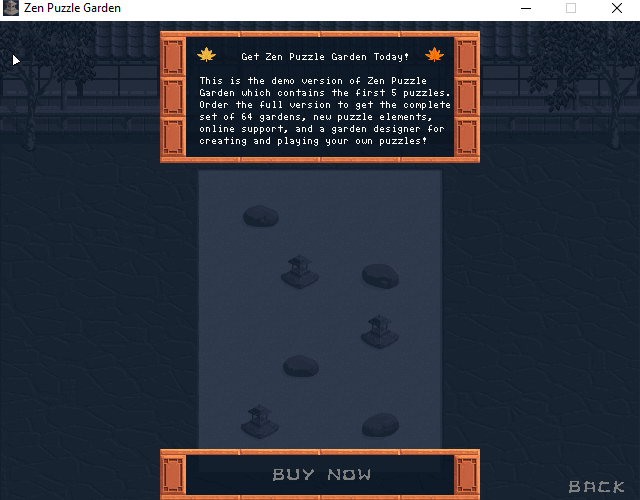 Zen Puzzle Garden
Get Zen Puzzle Garden Today!
This is the demo version of Zen Puzzle
Garden which contains the first 5 puzzles.
Order the full version to get the complete
set of 64 gardens, new puzzle elements,
online support, and a garden designer for
creating and playing your own puzzles!
BUY NOW
BACK